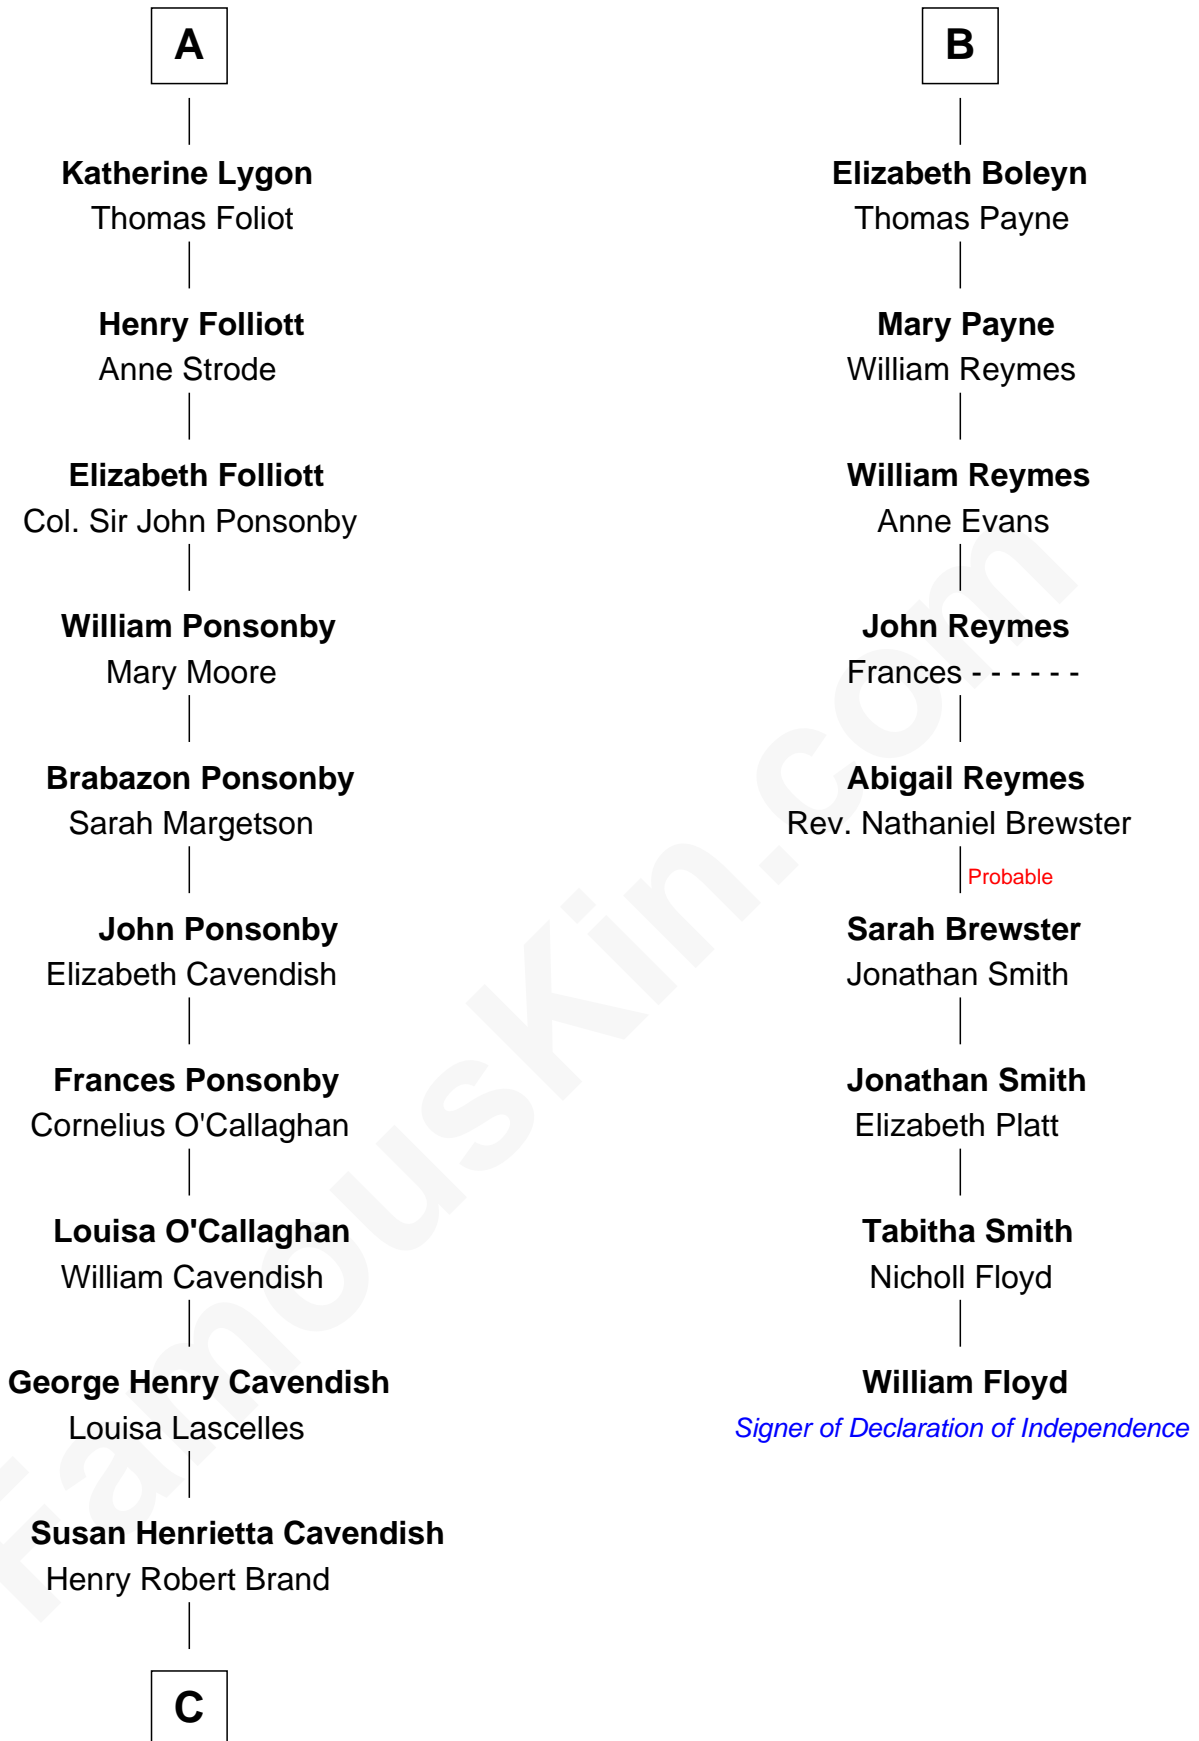 A
Katherine Lygon
Thomas Foliot
Henry Folliott
Anne Strode
Elizabeth Folliott
Col. Sir John Ponsonby
William Ponsonby
Mary Moore
Brabazon Ponsonby
Sarah Margetson
John Ponsonby
Elizabeth Cavendish
Frances Ponsonby
Cornelius O'Callaghan
Louisa O'Callaghan
William Cavendish
George Henry Cavendish
Louisa Lascelles
Susan Henrietta Cavendish
Henry Robert Brand
C
B
Elizabeth Boleyn
Thomas Payne
Mary Payne
William Reymes
William Reymes
Anne Evans
John Reymes
Frances - - - - - -
Abigail Reymes
Rev. Nathaniel Brewster
Probable
Sarah Brewster
Jonathan Smith
Jonathan Smith
Elizabeth Platt
Tabitha Smith
Nicholl Floyd
William Floyd
Signer of Declaration of Independence
FamousKin.com